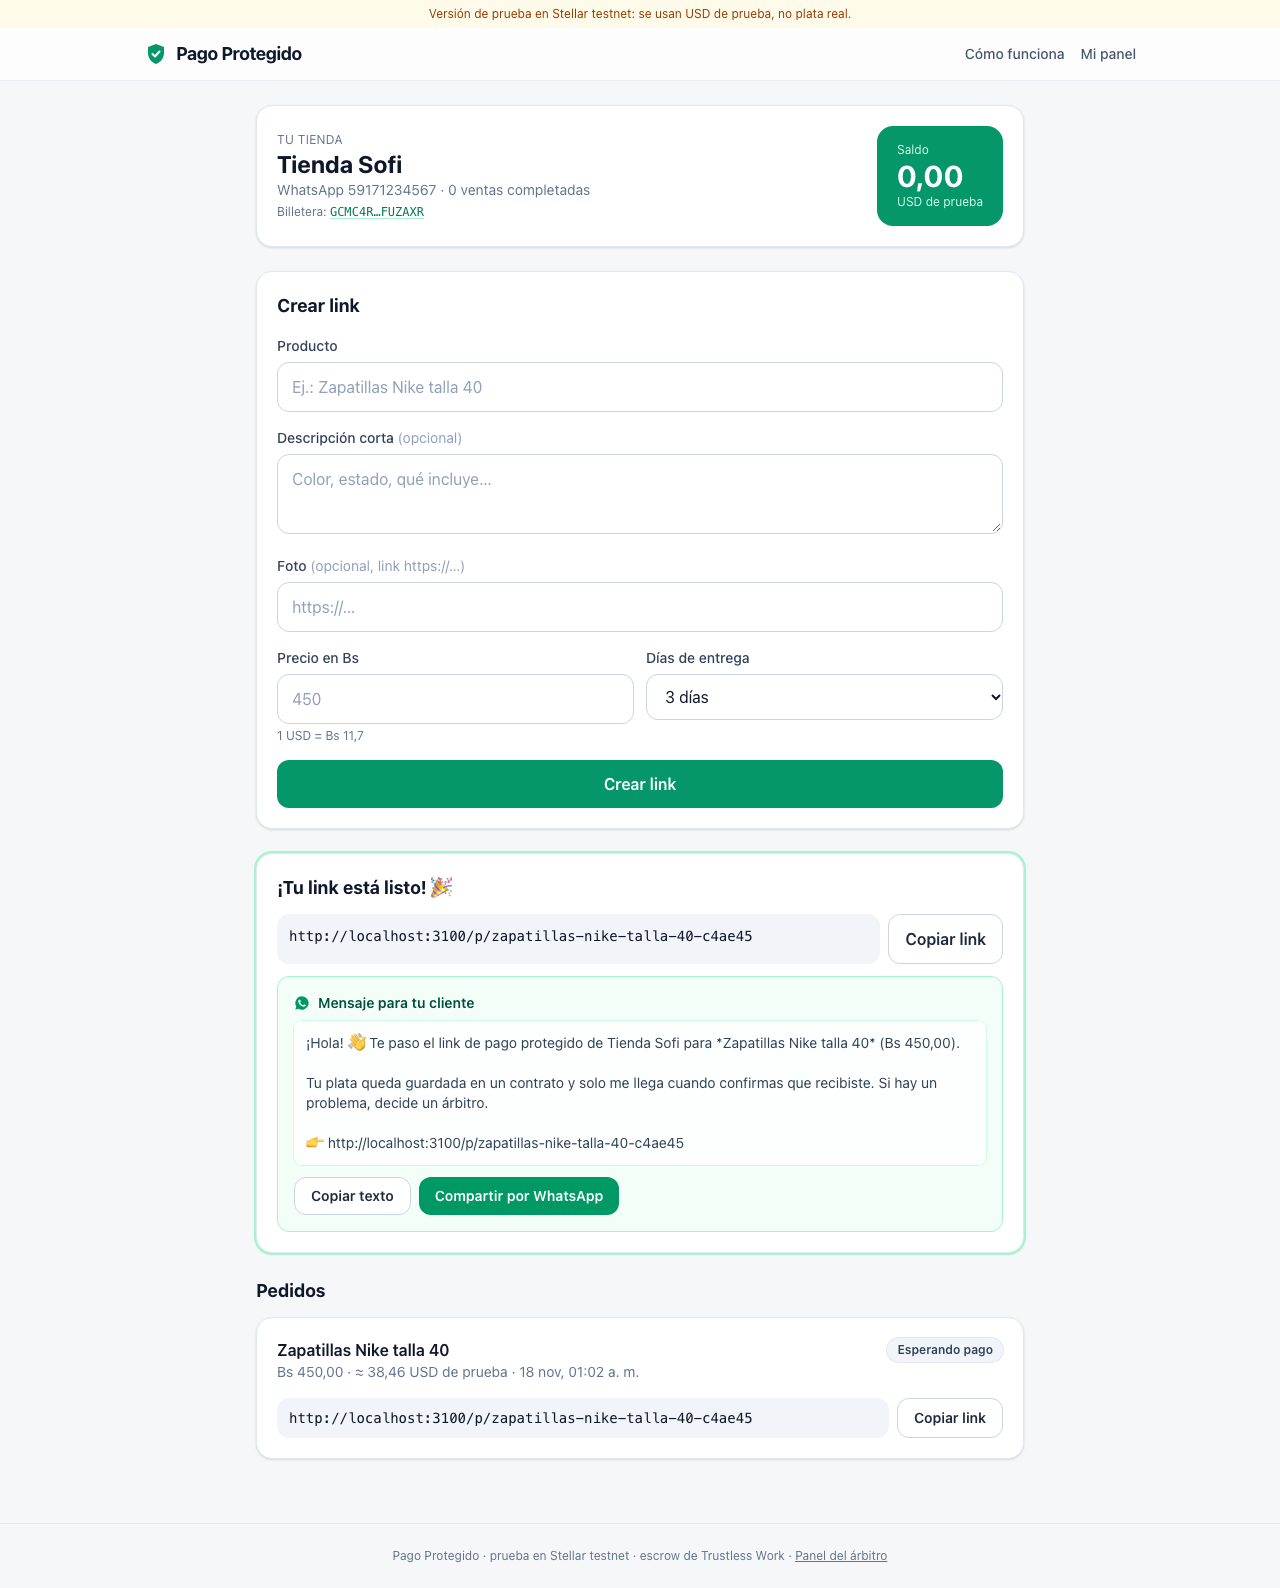 Versión de prueba en Stellar testnet: se usan USD de prueba, no plata real.
Pago Protegido
Cómo funciona
Mi panel
TU TIENDA
Tienda Sofi
WhatsApp 59171234567 · 0 ventas completadas
Billetera: GCMC4R…FUZAXR
Saldo
0,00
USD de prueba
Crear link
Producto
Ej.: Zapatillas Nike talla 40
Descripción corta (opcional)
Color, estado, qué incluye...
Foto (opcional, link https://...)
https://...
Precio en Bs
Días de entrega
450
3 días
1 USD = Bs 11,7
Crear link
¡Tu link está listo! 🎉
http://localhost:3100/p/zapatillas-nike-talla-40-c4ae45
Copiar link
Mensaje para tu cliente
¡Hola! 👋 Te paso el link de pago protegido de Tienda Sofi para *Zapatillas Nike talla 40* (Bs 450,00).
Tu plata queda guardada en un contrato y solo me llega cuando confirmas que recibiste. Si hay un
problema, decide un árbitro.
👉 http://localhost:3100/p/zapatillas-nike-talla-40-c4ae45
Copiar texto
Compartir por WhatsApp
Pedidos
Zapatillas Nike talla 40
Esperando pago
Bs 450,00 · ≈ 38,46 USD de prueba · 18 nov, 01:02 a. m.
http://localhost:3100/p/zapatillas-nike-talla-40-c4ae45
Copiar link
Pago Protegido · prueba en Stellar testnet · escrow de Trustless Work · Panel del árbitro